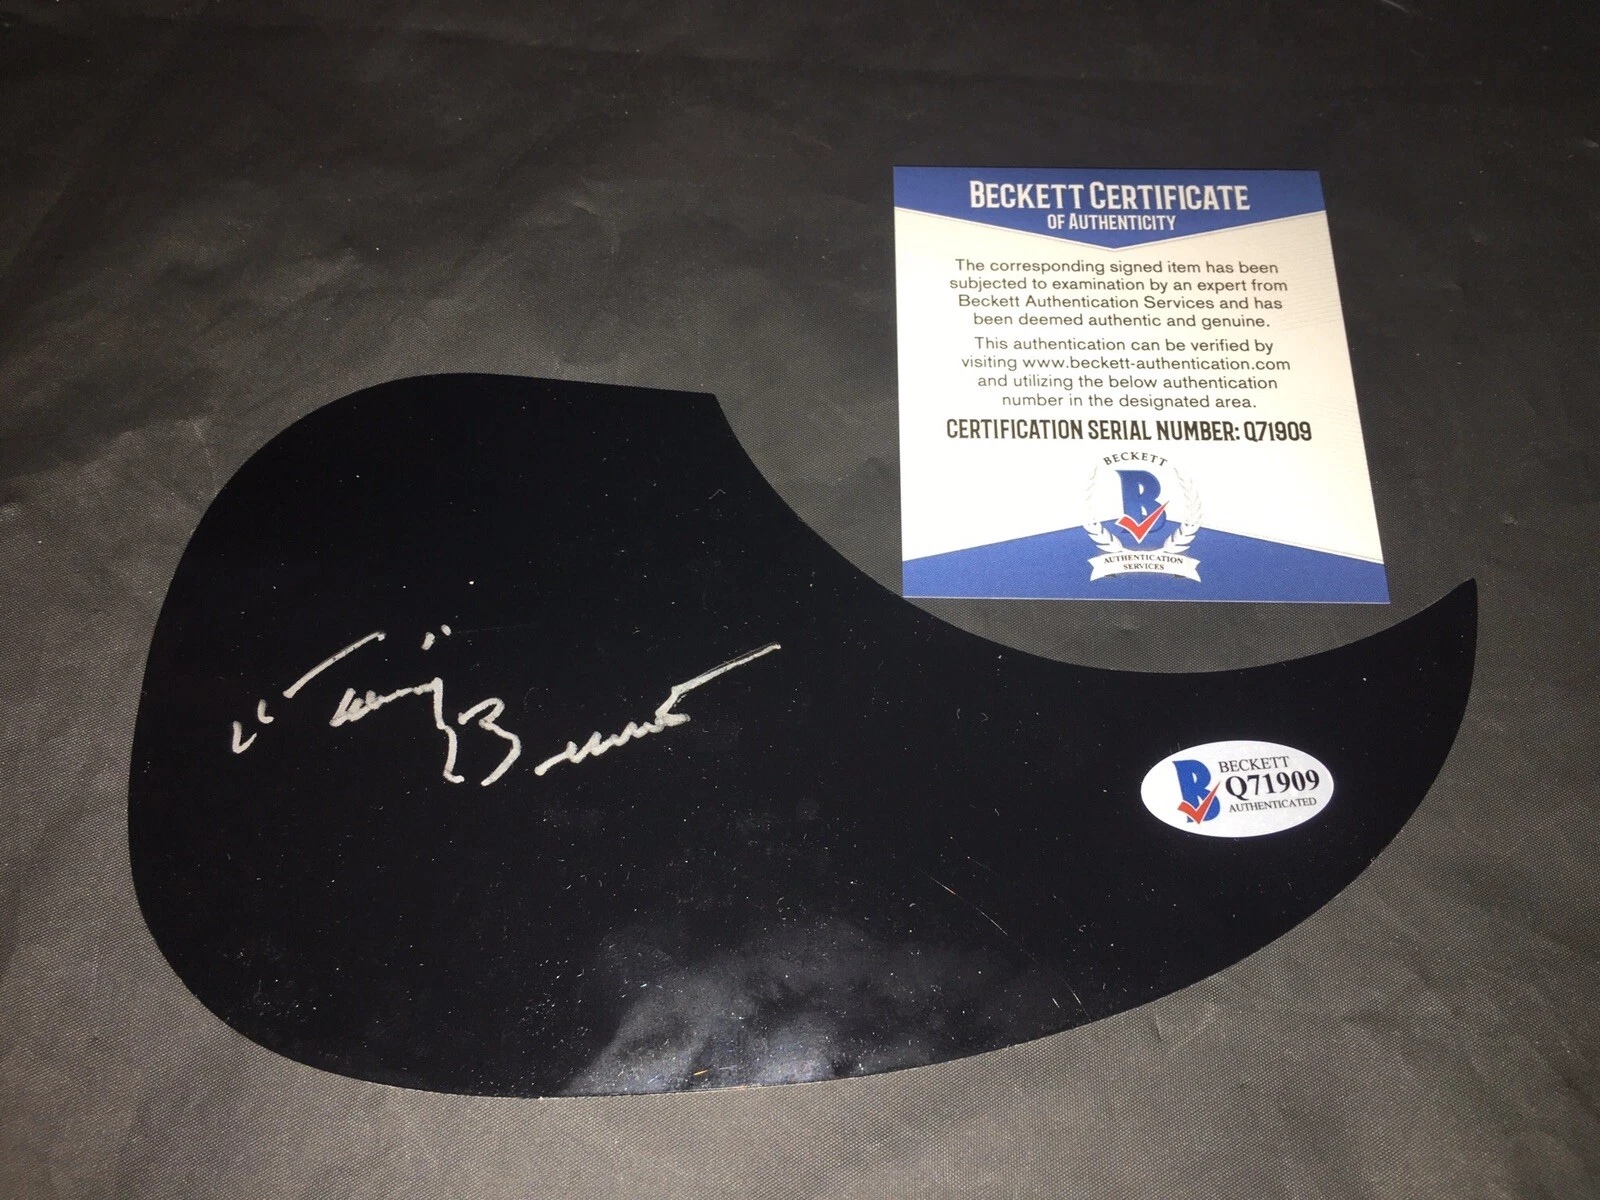 BECKETT CERTIFICATE
OF AUTHENTICITY
The corresponding signed item has been
subjected to examination by an expert from
Beckett Authentication Services and has
been deemed authentic and genuine.
This authentication can be verified by
visiting www.beckett-authentication.com
and utilizing the below authentication
number in the designated area.
CERTIFICATION SERIAL NUMBER: Q71909
BECKETT
B
AUTHENTICATION
SERVICES
"Tony" Bennett
B BECKETT
Q71909
AUTHENTICATED